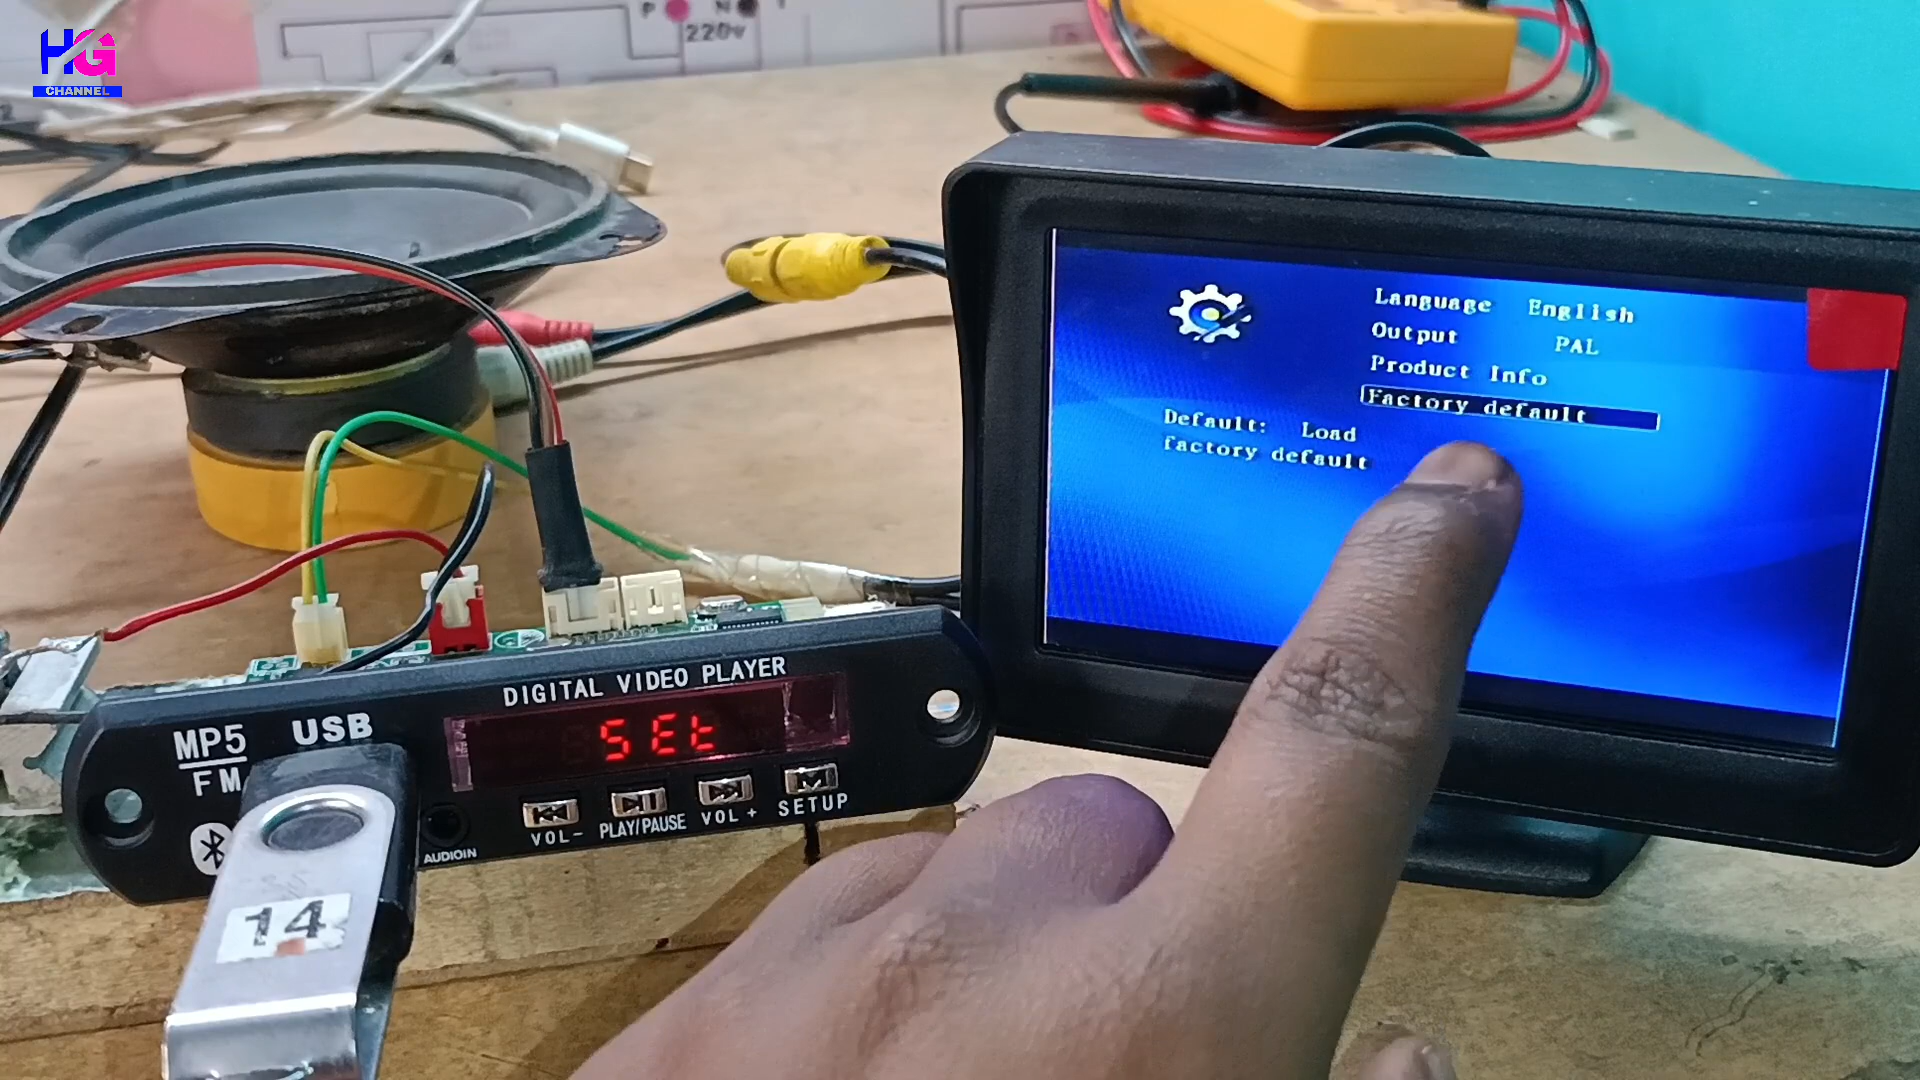 HG
CHANNEL
P N
220v
Language English
Output PAL
Product Info
Factory default
Default: Load
factory default
DIGITAL VIDEO PLAYER
MP5
FM
USB
SEt
VOL- PLAY/PAUSE VOL+ SETUP
AUDIOIN
14